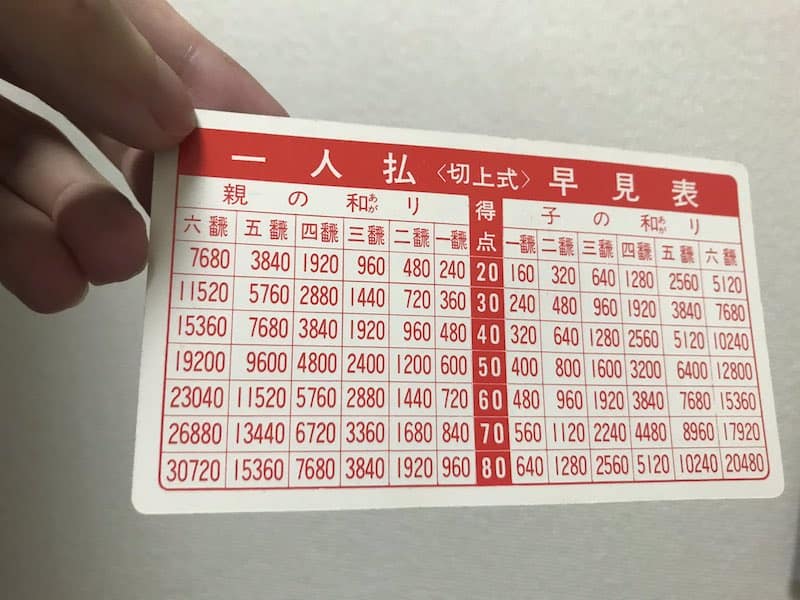 一人払〈切上式〉早見表
親の和(あが)り 得点 子の和(あが)り
六飜 五飜 四飜 三飜 二飜 一飜 一飜 二飜 三飜 四飜 五飜 六飜
7680 3840 1920 960 480 240 20 160 320 640 1280 2560 5120
11520 5760 2880 1440 720 360 30 240 480 960 1920 3840 7680
15360 7680 3840 1920 960 480 40 320 640 1280 2560 5120 10240
19200 9600 4800 2400 1200 600 50 400 800 1600 3200 6400 12800
23040 11520 5760 2880 1440 720 60 480 960 1920 3840 7680 15360
26880 13440 6720 3360 1680 840 70 560 1120 2240 4480 8960 17920
30720 15360 7680 3840 1920 960 80 640 1280 2560 5120 10240 20480